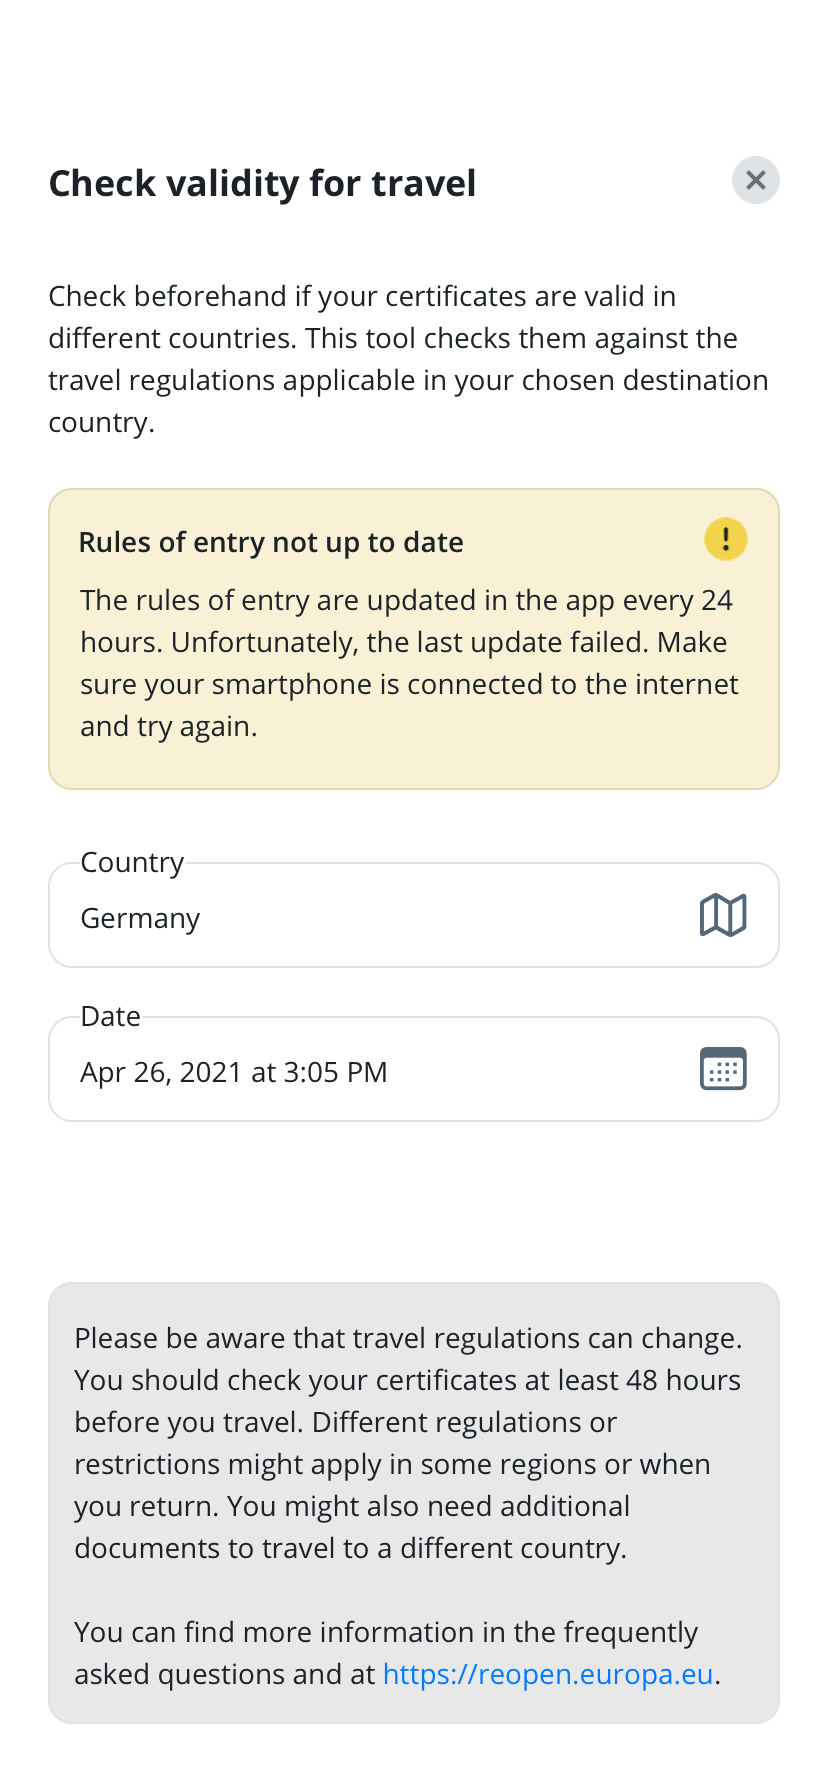 Check validity for travel
Check beforehand if your certificates are valid in
different countries. This tool checks them against the
travel regulations applicable in your chosen destination
country.
Rules of entry not up to date
The rules of entry are updated in the app every 24
hours. Unfortunately, the last update failed. Make
sure your smartphone is connected to the internet
and try again.
Country
Germany
Date
Apr 26, 2021 at 3:05 PM
Please be aware that travel regulations can change.
You should check your certificates at least 48 hours
before you travel. Different regulations or
restrictions might apply in some regions or when
you return. You might also need additional
documents to travel to a different country.
You can find more information in the frequently
asked questions and at https://reopen.europa.eu.